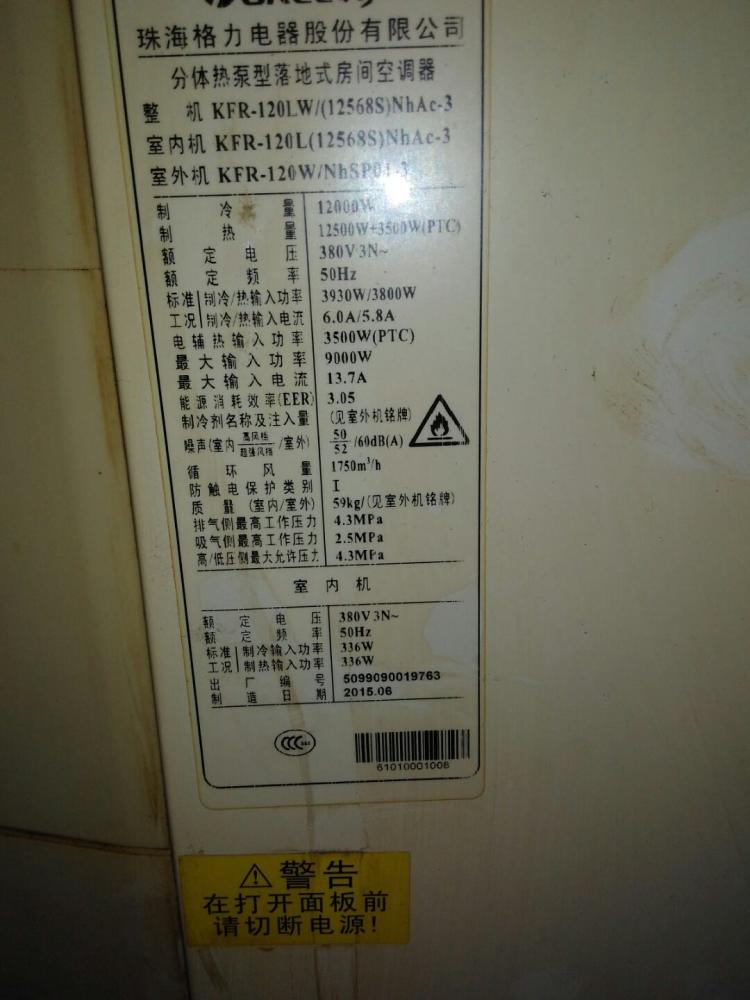 珠海格力电器股份有限公司
分体热泵型落地式房间空调器
整 机 KFR-120LW/(12568S)NhAc-3
室内机 KFR-120L(12568S)NhAc-3
室外机 KFR-120W/NhSP01-3
制 冷 量 12000W
制 热 量 12500W+3500W(PTC)
额 定 电 压 380V 3N~
额 定 频 率 50Hz
标准 制冷/热输入功率 3930W/3800W
工况 制冷/热输入电流 6.0A/5.8A
电 辅 热 输 入 功 率 3500W(PTC)
最 大 输 入 功 率 9000W
最 大 输 入 电 流 13.7A
能源消耗效率(EER) 3.05
制冷剂名称及注入量 (见室外机铭牌)
噪声(室内 高风档/超强风档 /室外) 50/52 /60dB(A)
循 环 风 量 1750m³/h
防触电保护类别 I
质 量 (室内/室外) 59kg/(见室外机铭牌)
排气侧最高工作压力 4.3MPa
吸气侧最高工作压力 2.5MPa
高/低压侧最大允许压力 4.3MPa
室 内 机
额 定 电 压 380V 3N~
额 定 频 率 50Hz
标准 制冷输入功率 336W
工况 制热输入功率 336W
出 厂 编 号 5099090019763
制 造 日 期 2015.06
CCC
61010001008
警告
在打开面板前
请切断电源!